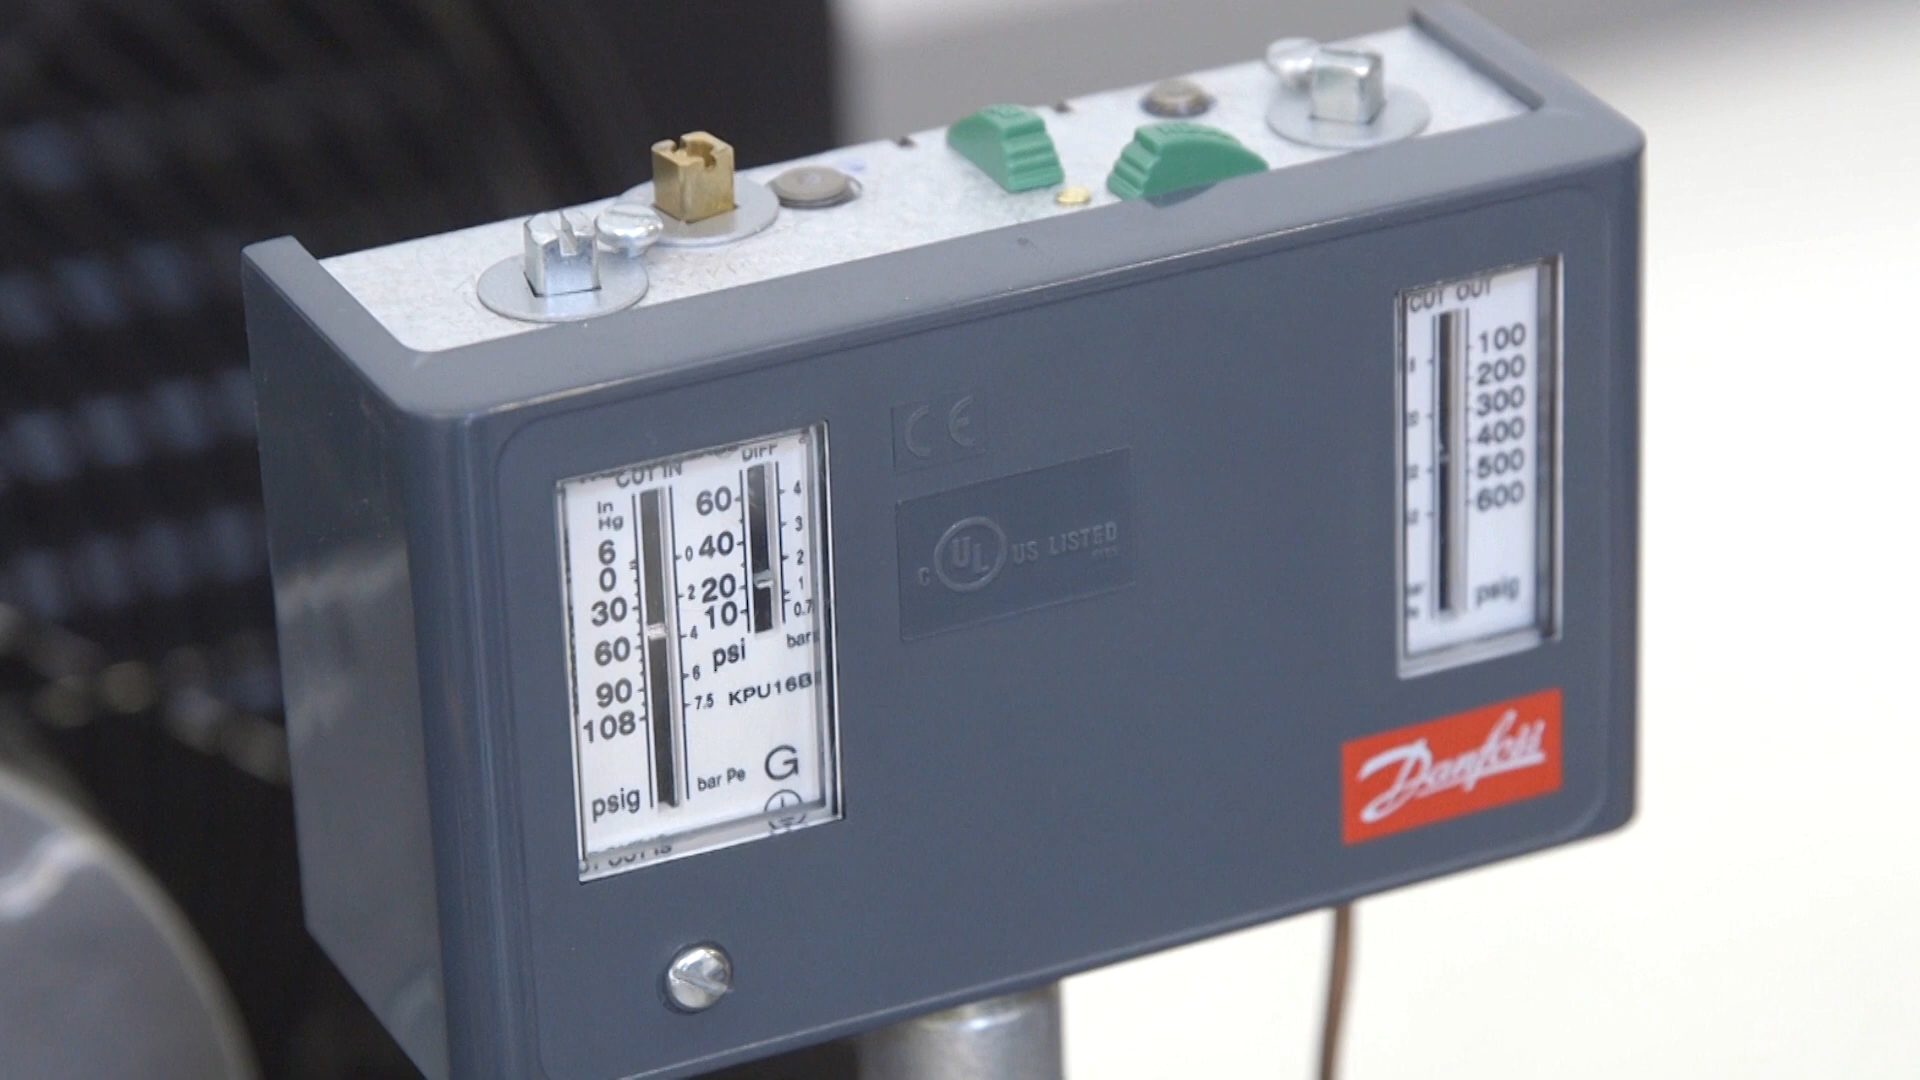 CUT IN
DIFF
In
Hg
6
0
30
60
90
108
psig
0
2
4
6
7.5
bar Pe
60
40
20
10
psi
4
3
2
1
0.7
bar
KPU16B
G
CE
C UL US LISTED
CUT OUT
100
200
300
400
500
600
psig
Danfoss